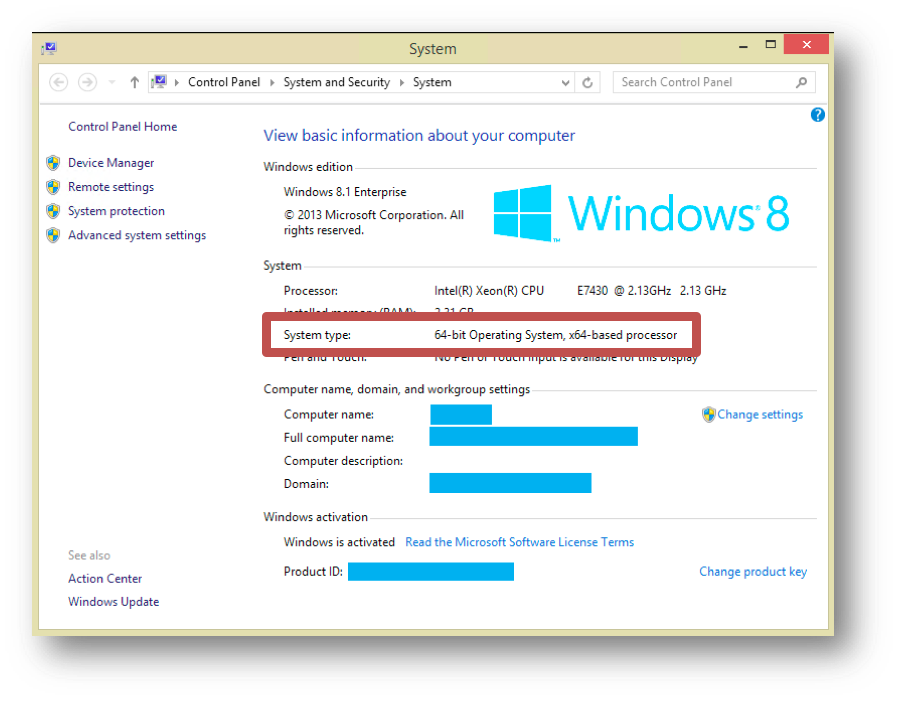 System
Control Panel System and Security System
Search Control Panel
Control Panel Home
Device Manager
Remote settings
System protection
Advanced system settings
View basic information about your computer
Windows edition
Windows 8.1 Enterprise
© 2013 Microsoft Corporation. All
rights reserved.
Windows® 8
TM
System
Processor: Intel(R) Xeon(R) CPU E7430 @ 2.13GHz 2.13 GHz
Installed memory (RAM):
System type: 64-bit Operating System, x64-based processor
Pen and Touch: No Pen or Touch Input is available for this Display
Computer name, domain, and workgroup settings
Computer name:
Change settings
Full computer name:
Computer description:
Domain:
Windows activation
Windows is activated Read the Microsoft Software License Terms
Product ID:
Change product key
See also
Action Center
Windows Update